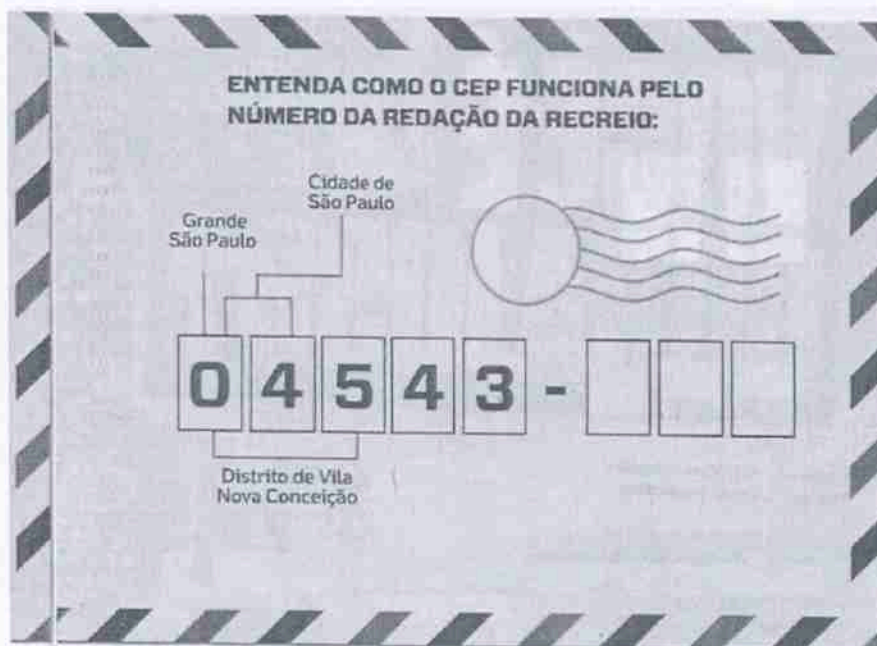 ENTENDA COMO O CEP FUNCIONA PELO
NÚMERO DA REDAÇÃO DA RECREIO:
Cidade de
São Paulo
Grande
São Paulo
04543-
Distrito de Vila
Nova Conceição